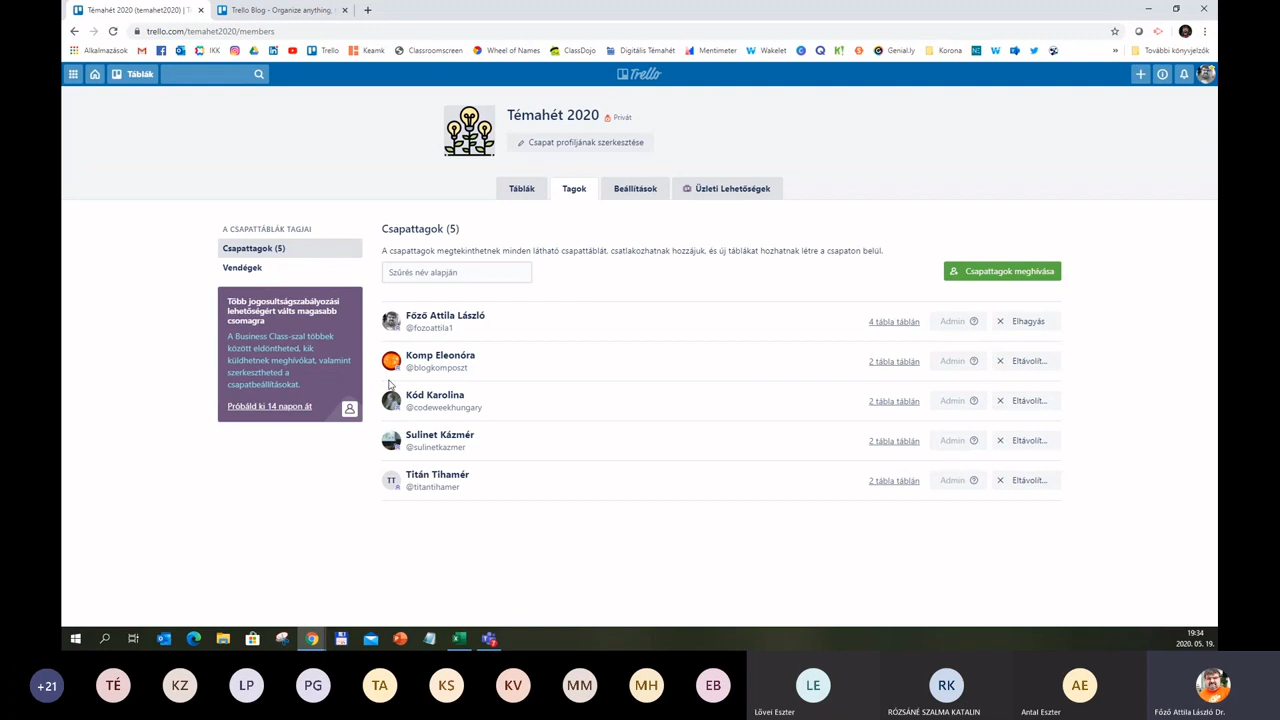 Témahét 2020 (temahet2020) | T
Trello Blog - Organize anything,
trello.com/temahet2020/members
Alkalmazások
IKK
Trello
Keamk
Classroomscreen
Wheel of Names
ClassDojo
Digitális Témahét
Mentimeter
Wakelet
Genial.ly
Korona
További könyvjelzők
Táblák
Trello
Témahét 2020 Privát
Csapat profiljának szerkesztése
Táblák
Tagok
Beállítások
Üzleti Lehetőségek
A CSAPATTÁBLÁK TAGJAI
Csapattagok (5)
Vendégek
Több jogosultságszabályozási
lehetőségért válts magasabb
csomagra
A Business Class-szal többek
között eldöntheted, kik
küldhetnek meghívókat, valamint
szerkesztheted a
csapatbeállításokat.
Próbáld ki 14 napon át
Csapattagok (5)
A csapattagok megtekinthetnek minden látható csapattáblát, csatlakozhatnak hozzájuk, és új táblákat hozhatnak létre a csapaton belül.
Szűrés név alapján
Csapattagok meghívása
Főző Attila László
@fozoattila1
4 tábla táblán
Admin
Elhagyás
Komp Eleonóra
@blogkomposzt
2 tábla táblán
Admin
Eltávolít...
Kód Karolina
@codeweekhungary
2 tábla táblán
Admin
Eltávolít...
Sulinet Kázmér
@sulinetkazmer
2 tábla táblán
Admin
Eltávolít...
TT
Titán Tihamér
@titantihamer
2 tábla táblán
Admin
Eltávolít...
19:34
2020. 05. 19.
+21
TÉ
KZ
LP
PG
TA
KS
KV
MM
MH
EB
LE
Lövei Eszter
RK
RÓZSÁNÉ SZALMA KATALIN
AE
Antal Eszter
Főző Attila László Dr.